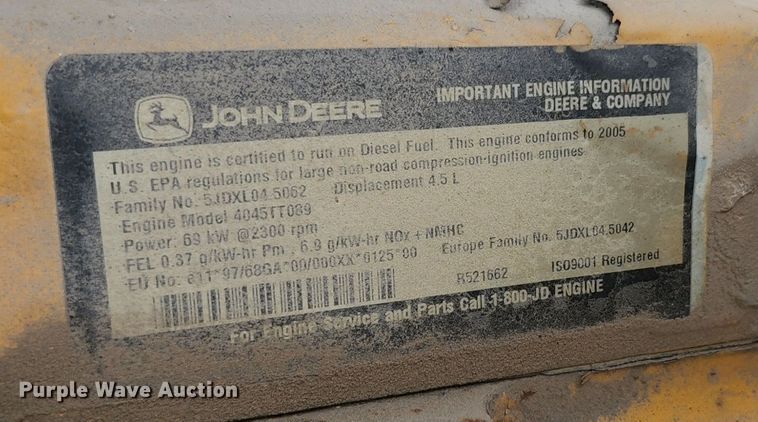 JOHN DEERE
IMPORTANT ENGINE INFORMATION
DEERE & COMPANY
This engine is certified to run on Diesel Fuel. This engine conforms to 2005
U.S. EPA regulations for large non-road compression-ignition engines
Family No. 5JDXL04.5062 Displacement 4.5 L
Engine Model 4045TT089
Power: 69 kW @2300 rpm
FEL 0.37 g/kW-hr Pm : 6.9 g/kW-hr NOx + NMHC
Europe Family No. 5JDXL04.5042
EU No: e11*97/68GA*00/000XX*0125*00
R521662 ISO9001 Registered
For Engine Service and Parts Call 1-800-JD ENGINE
Purple Wave Auction